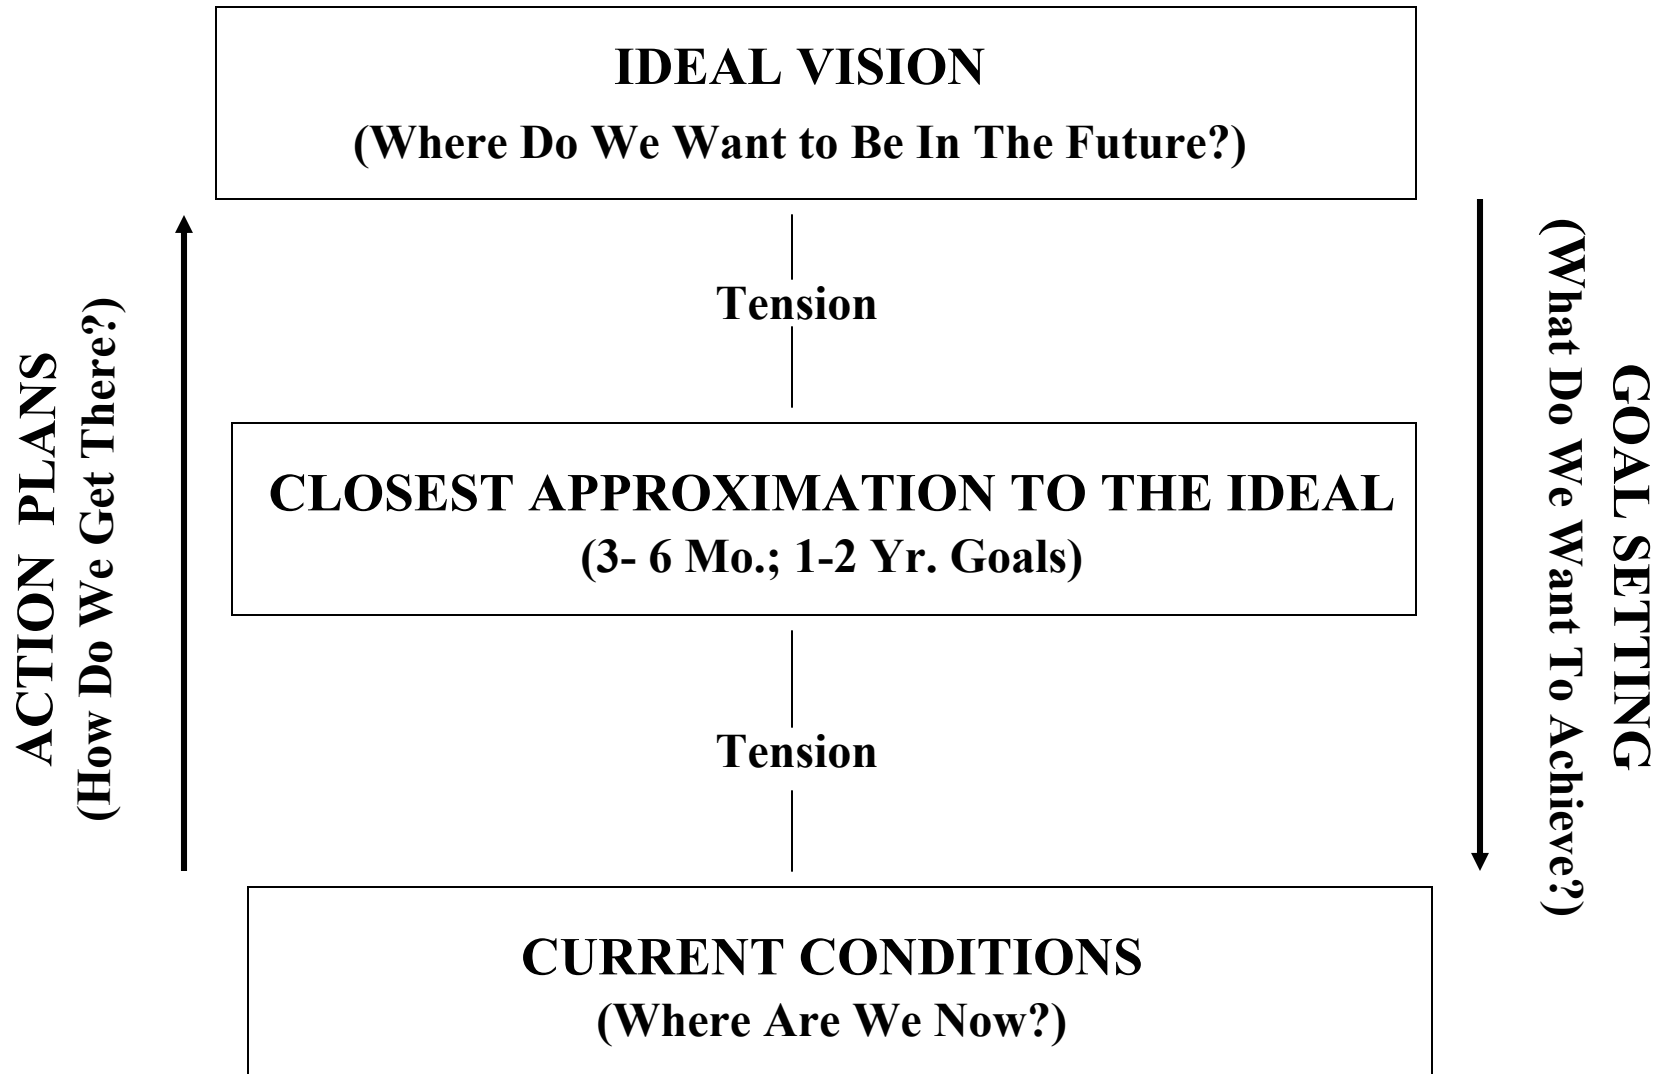 IDEAL VISION
(Where Do We Want to Be In The Future?)
Tension
CLOSEST APPROXIMATION TO THE IDEAL
(3- 6 Mo.; 1-2 Yr. Goals)
Tension
CURRENT CONDITIONS
(Where Are We Now?)
ACTION PLANS
(How Do We Get There?)
GOAL SETTING
(What Do We Want To Achieve?)